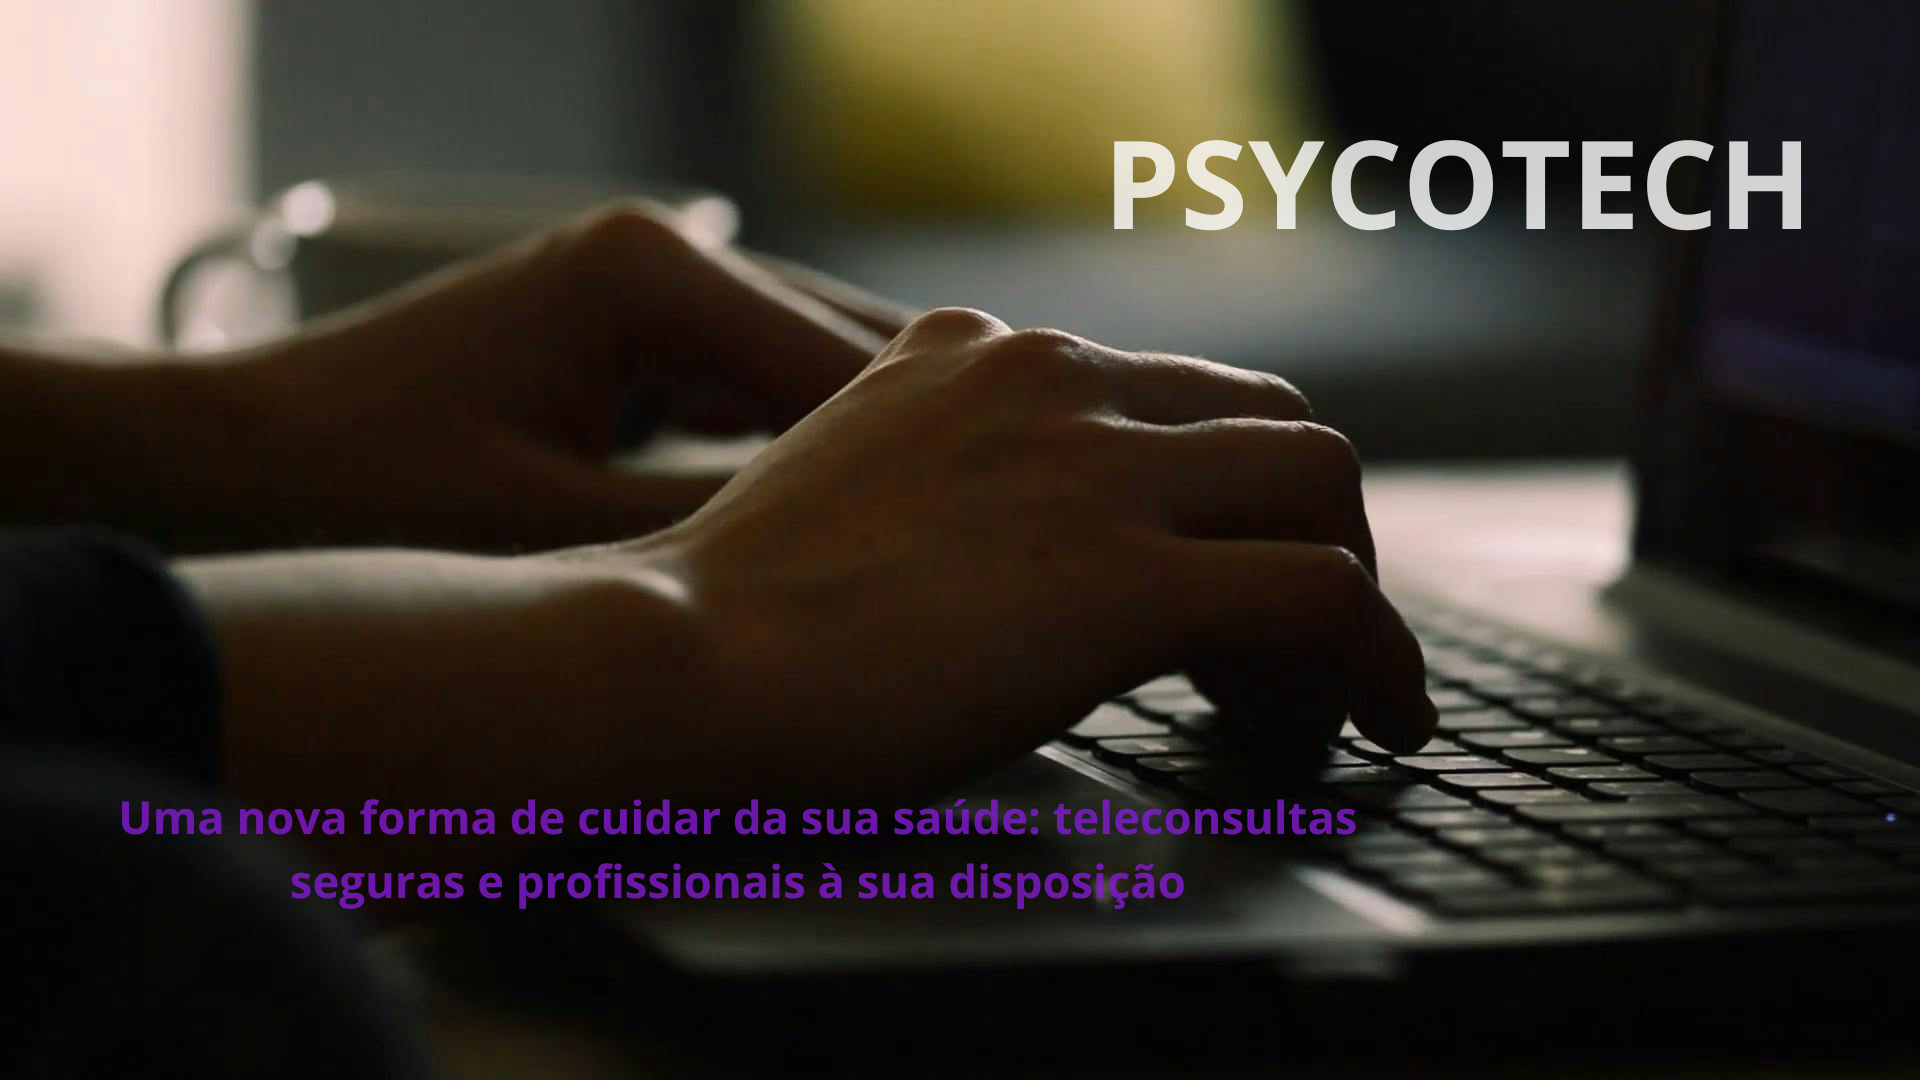 PSYCOTECH
Uma nova forma de cuidar da sua saúde: teleconsultas
seguras e profissionais à sua disposição